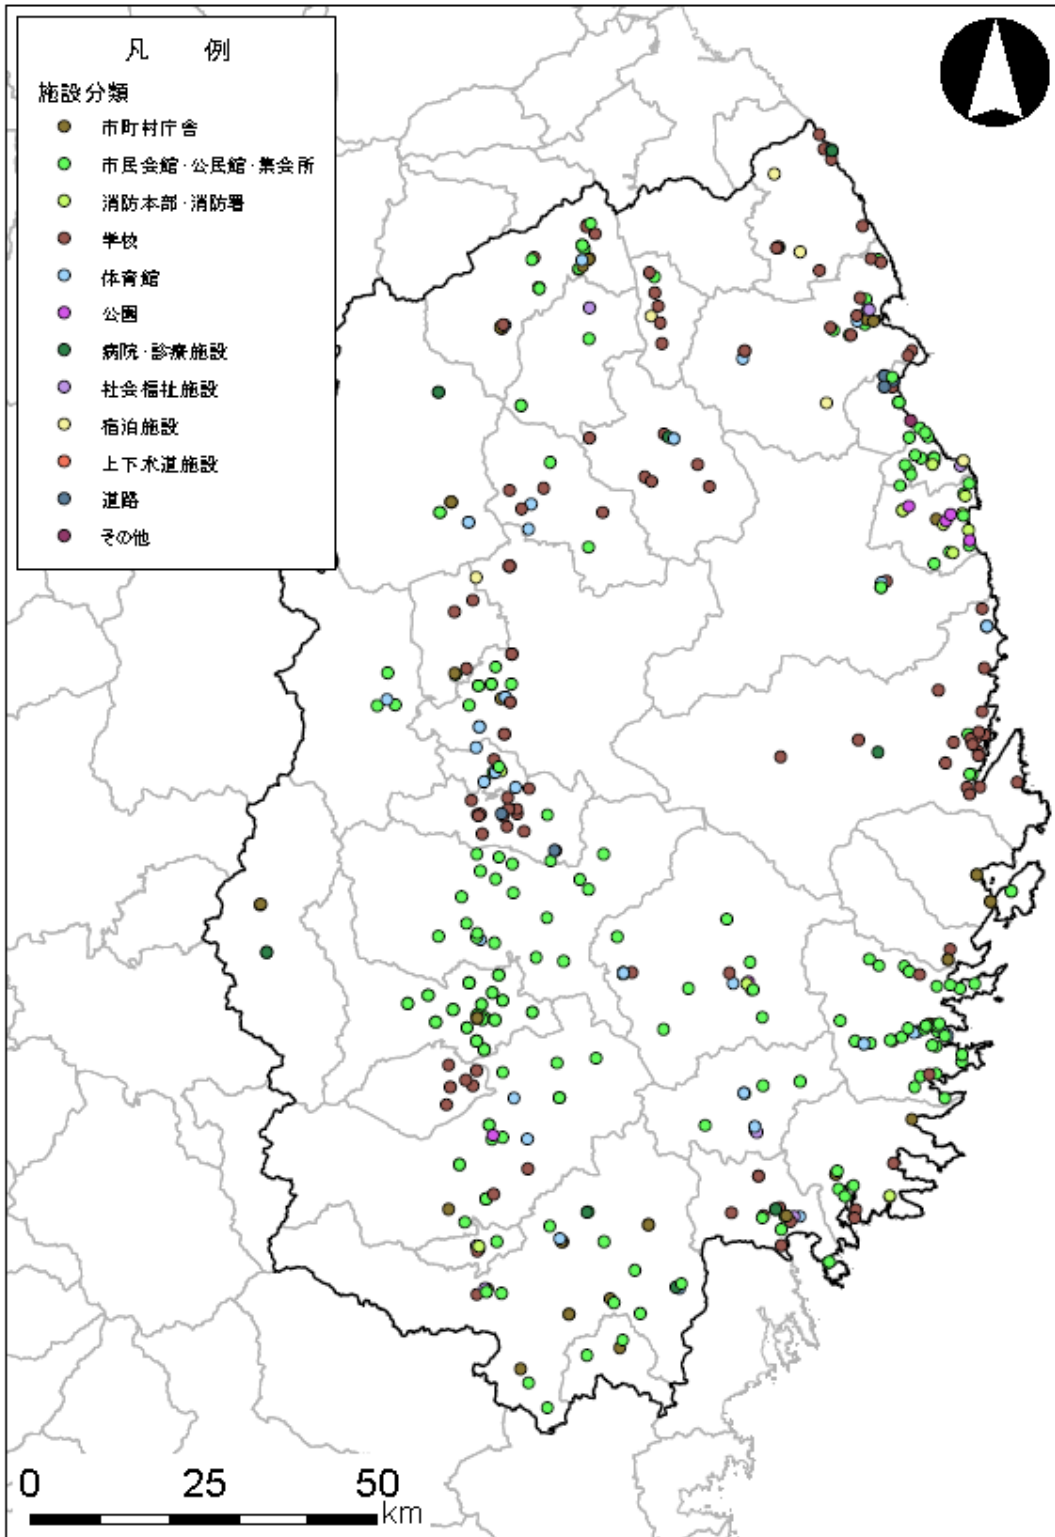 凡 例
施設分類
市町村庁舎
市民会館・公民館・集会所
消防本部・消防署
学校
体育館
公園
病院・診療施設
社会福祉施設
宿泊施設
上下水道施設
道路
その他
0 25 50
km